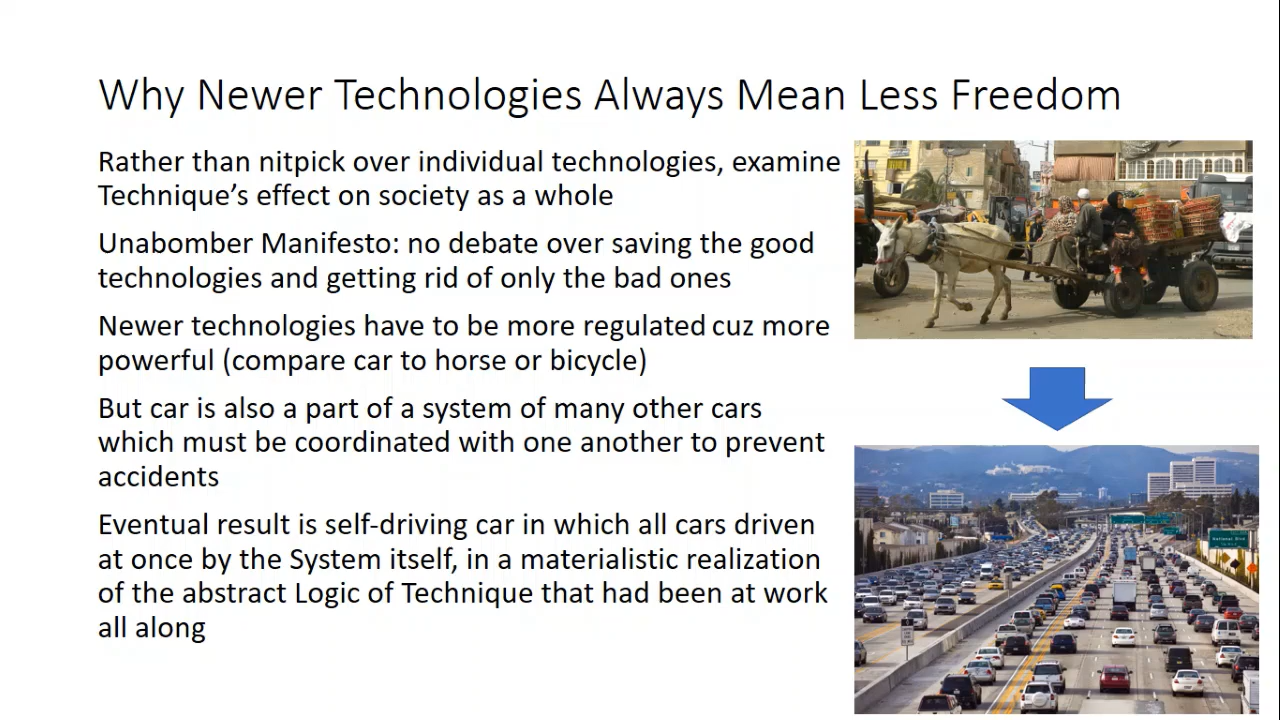 Why Newer Technologies Always Mean Less Freedom
Rather than nitpick over individual technologies, examine
Technique’s effect on society as a whole
Unabomber Manifesto: no debate over saving the good
technologies and getting rid of only the bad ones
Newer technologies have to be more regulated cuz more
powerful (compare car to horse or bicycle)
But car is also a part of a system of many other cars
which must be coordinated with one another to prevent
accidents
Eventual result is self-driving car in which all cars driven
at once by the System itself, in a materialistic realization
of the abstract Logic of Technique that had been at work
all along
National Blvd